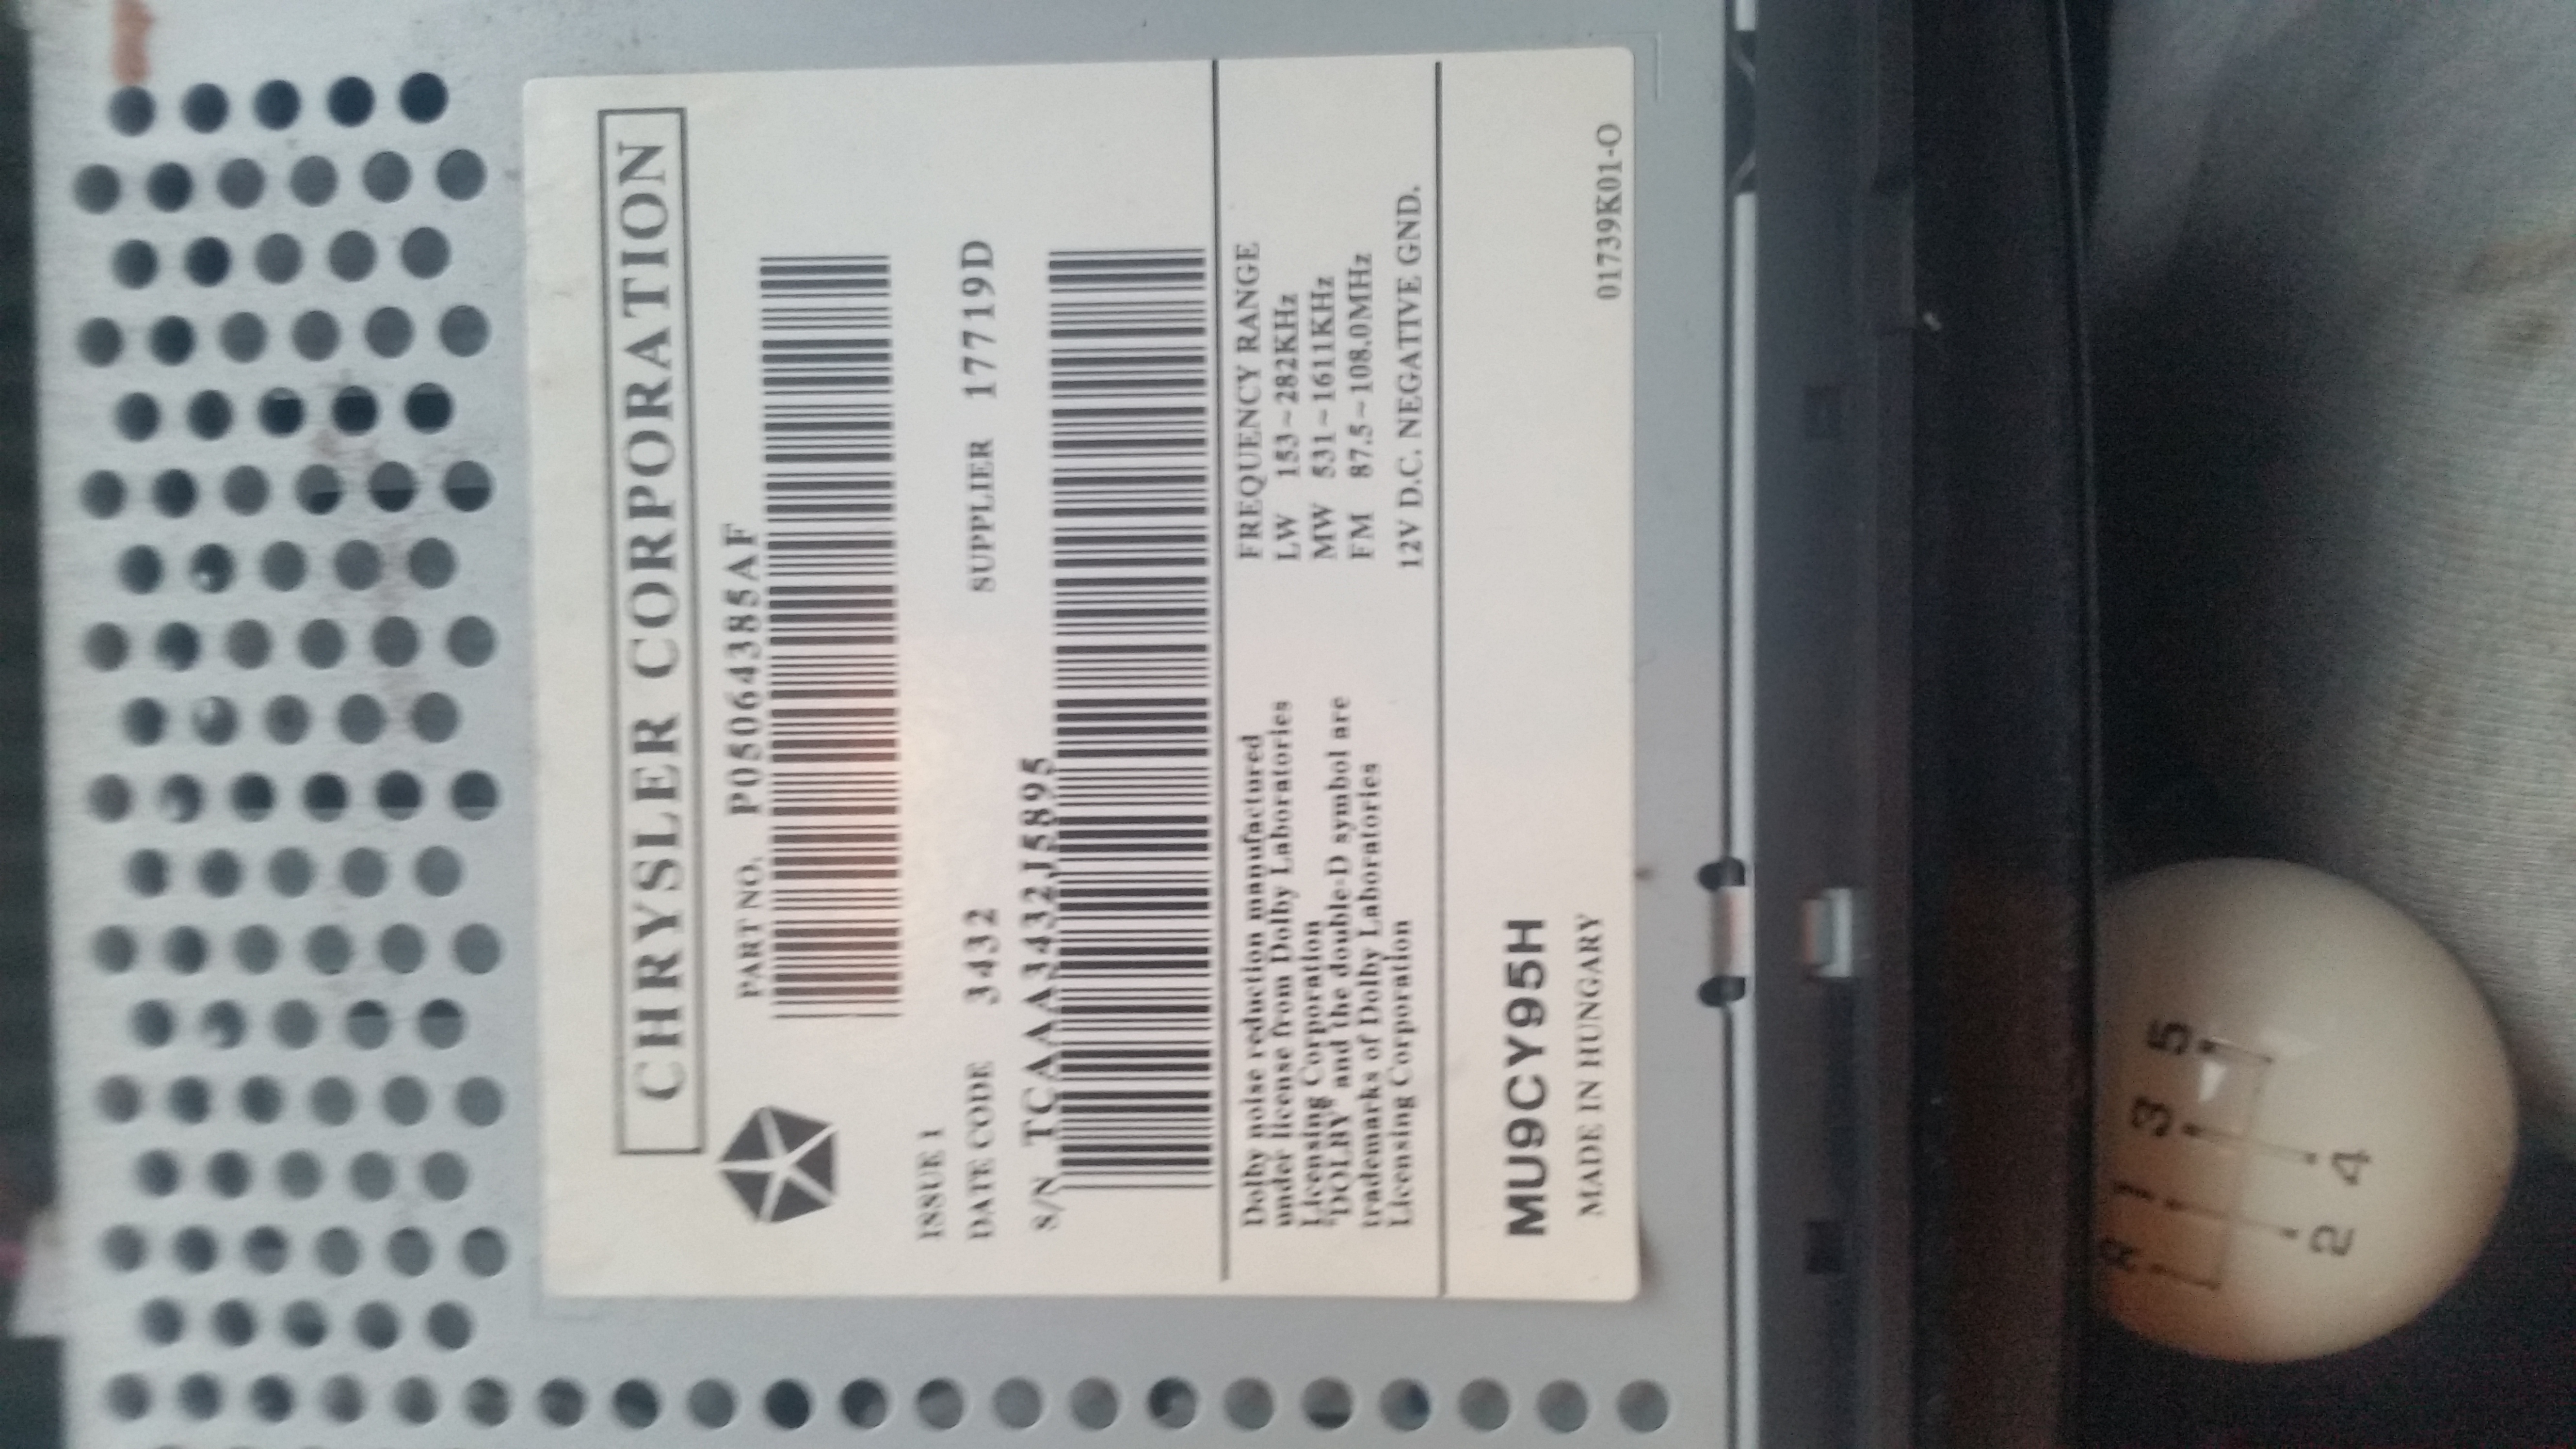 CHRYSLER CORPORATION
PART NO. P05064385AF
ISSUE 1
DATE CODE 3432 SUPPLIER 17719D
S/N TCAAA3432J5895
Dolby noise reduction manufactured
under license from Dolby Laboratories
Licensing Corporation
"DOLBY" and the double-D symbol are
trademarks of Dolby Laboratories
Licensing Corporation
FREQUENCY RANGE
LW 153~282KHz
MW 531~1611KHz
FM 87.5~108.0MHz
12V D.C. NEGATIVE GND.
MU9CY95H
MADE IN HUNGARY
01739K01-O
R 1 3 5
2 4